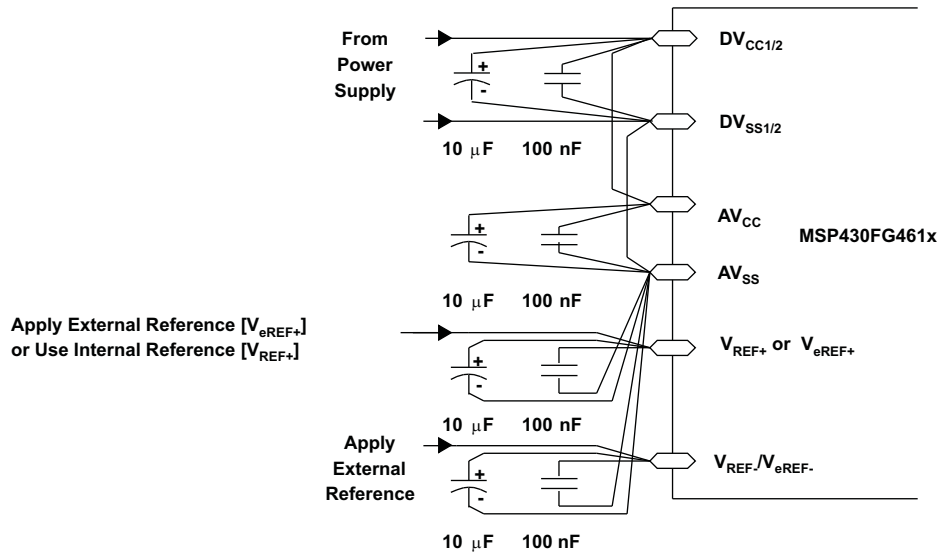 From
Power
Supply
DVCC1/2
+
-
DVSS1/2
10 μF 100 nF
AVCC
MSP430FG461x
+
-
AVSS
10 μF 100 nF
Apply External Reference [VeREF+]
or Use Internal Reference [VREF+]
VREF+ or VeREF+
+
-
10 μF 100 nF
Apply
External
Reference
VREF-/VeREF-
+
-
10 μF 100 nF